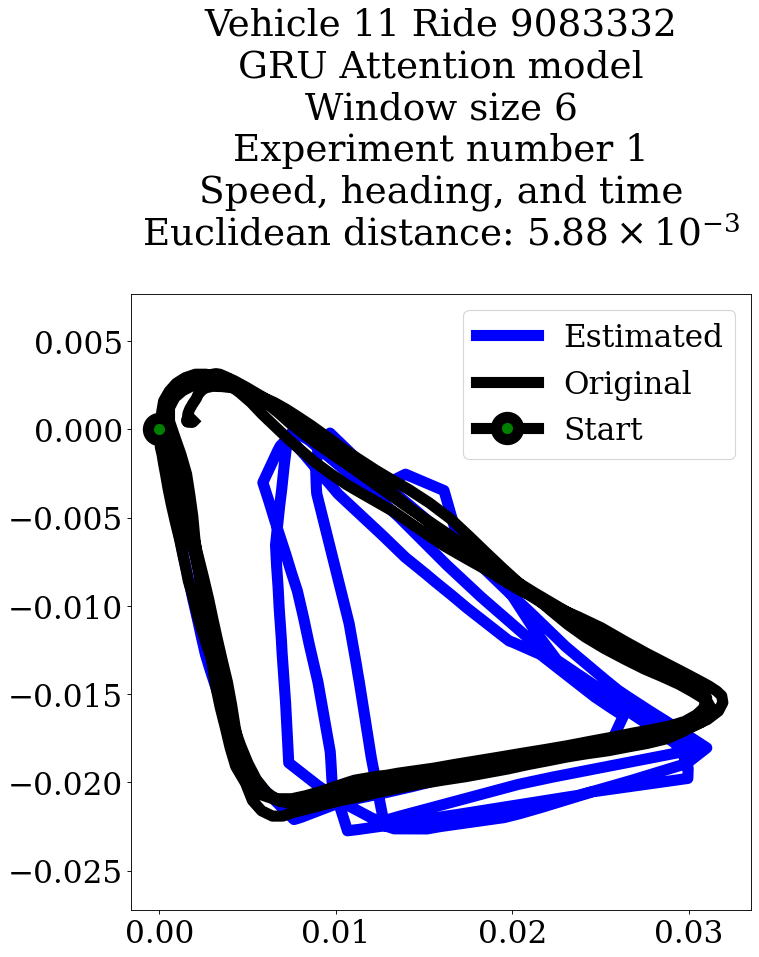 Vehicle 11 Ride 9083332
GRU Attention model
Window size 6
Experiment number 1
Speed, heading, and time
Euclidean distance: 5.88 × 10⁻³
Estimated
Original
Start
0.005
0.000
−0.005
−0.010
−0.015
−0.020
−0.025
0.00 0.01 0.02 0.03